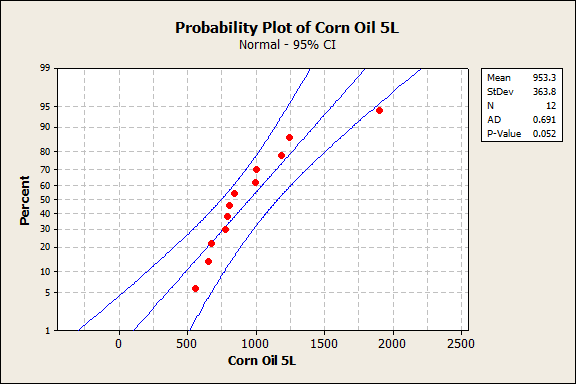 Probability Plot of Corn Oil 5L
Normal - 95% CI
99
95
90
80
70
60
50
40
30
20
10
5
1
Percent
0
500
1000
1500
2000
2500
Corn Oil 5L
Mean 953.3
StDev 363.8
N 12
AD 0.691
P-Value 0.052